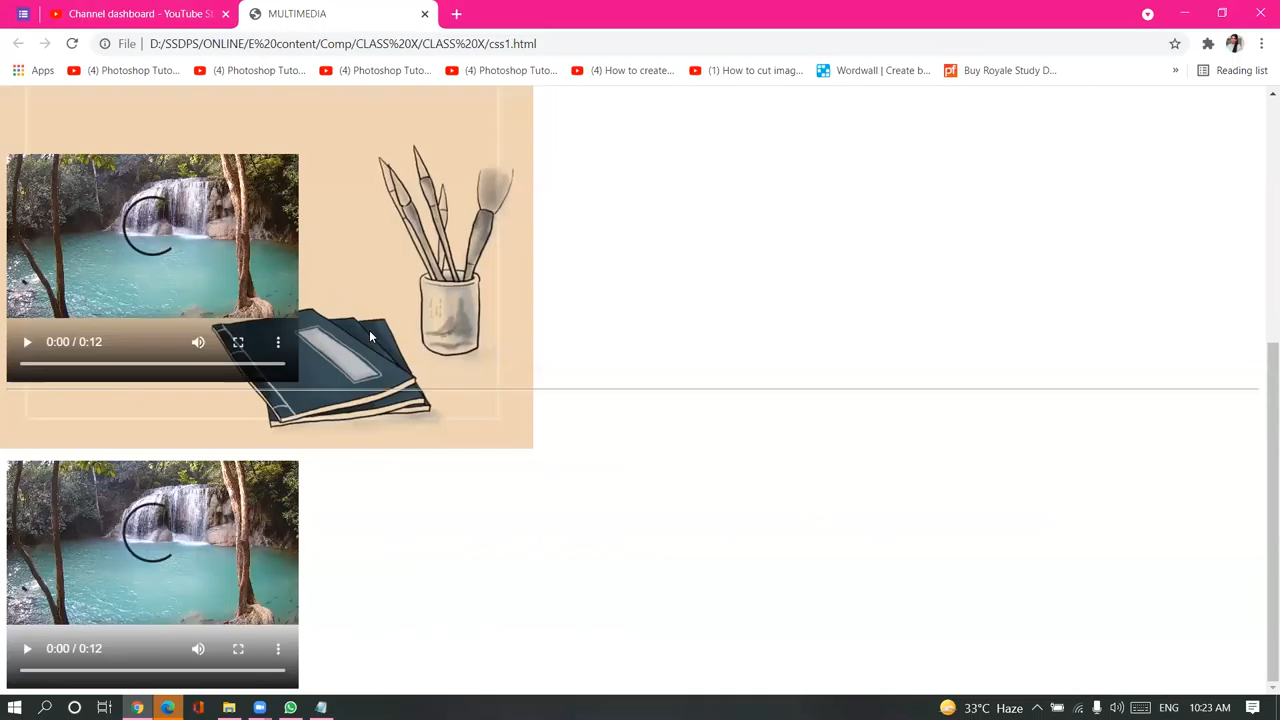 Channel dashboard - YouTube St
MULTIMEDIA
File
D:/SSDPS/ONLINE/E%20content/Comp/CLASS%20X/CLASS%20X/css1.html
Apps
(4) Photoshop Tuto...
(4) Photoshop Tuto...
(4) Photoshop Tuto...
(4) Photoshop Tuto...
(4) How to create...
(1) How to cut imag...
Wordwall | Create b...
Buy Royale Study D...
»
Reading list
0:00 / 0:12
0:00 / 0:12
33°C Haze
ENG
10:23 AM